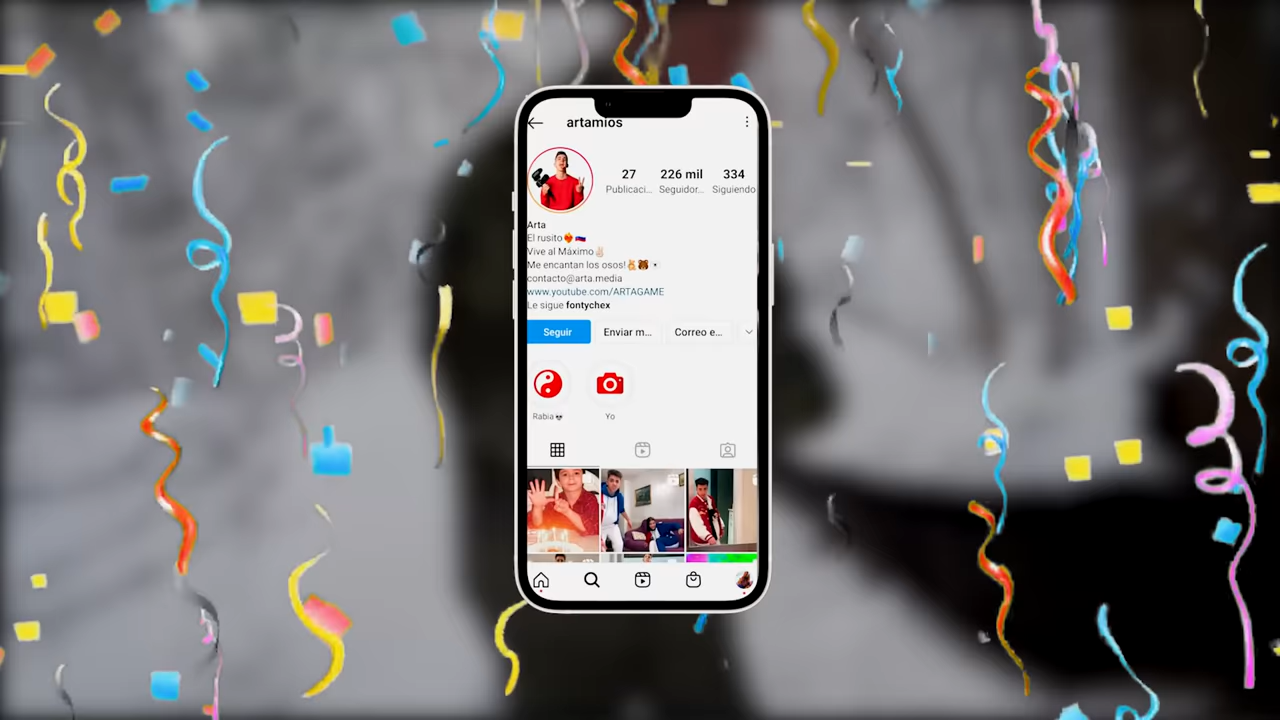 artamios
27 226 mil 334
Publicaci... Seguidor... Siguiendo
Arta
El rusito❤️‍🔥🇷🇺
Vive al Máximo✌🏻
Me encantan los osos!🧸🐻🐼
contacto@arta.media
www.youtube.com/ARTAGAME
Le sigue fontychex
Seguir Enviar m... Correo e...
Rabia💀 Yo